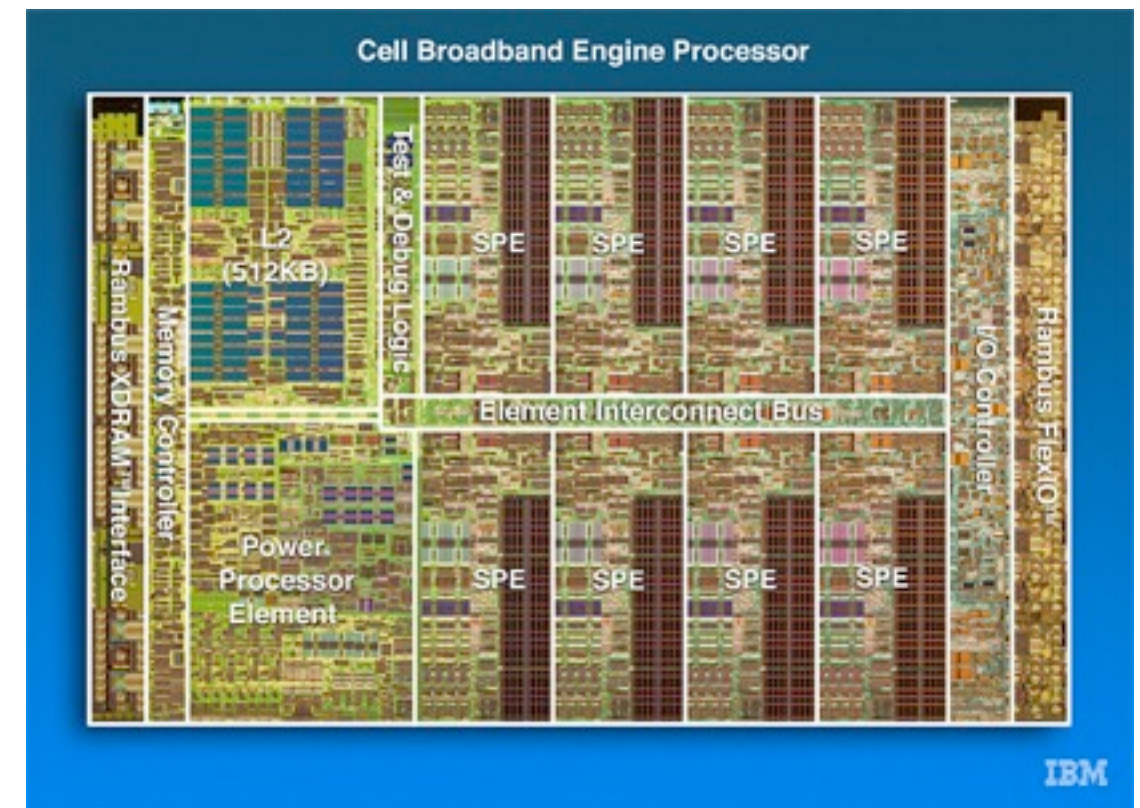 Cell Broadband Engine Processor
Rambus XDRAM™ Interface
Memory Controller
L2
(512KB)
Test & Debug Logic
SPE
SPE
SPE
SPE
Element Interconnect Bus
Power
Processor
Element
SPE
SPE
SPE
SPE
I/O Controller
Rambus FlexIO™
IBM